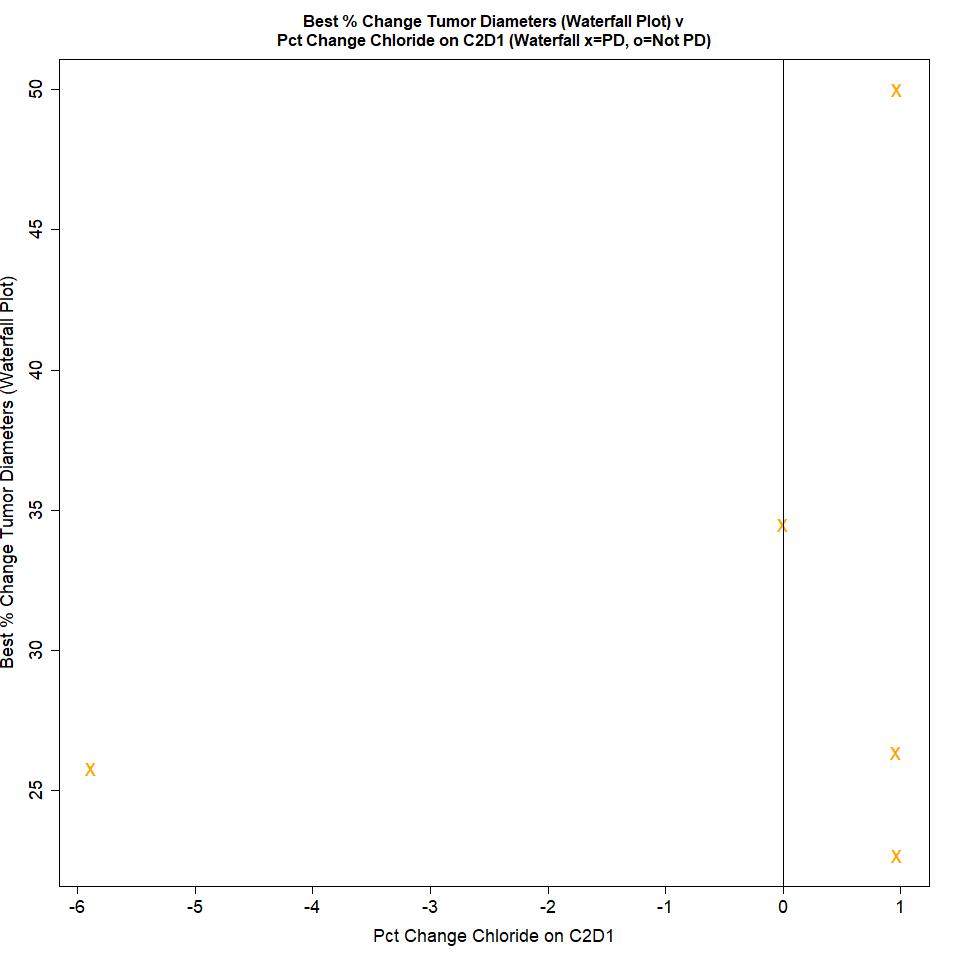 Best % Change Tumor Diameters (Waterfall Plot) v
Pct Change Chloride on C2D1 (Waterfall x=PD, o=Not PD)
Best % Change Tumor Diameters (Waterfall Plot)
50
45
40
35
30
25
X
X
X
X
X
-6
-5
-4
-3
-2
-1
0
1
Pct Change Chloride on C2D1